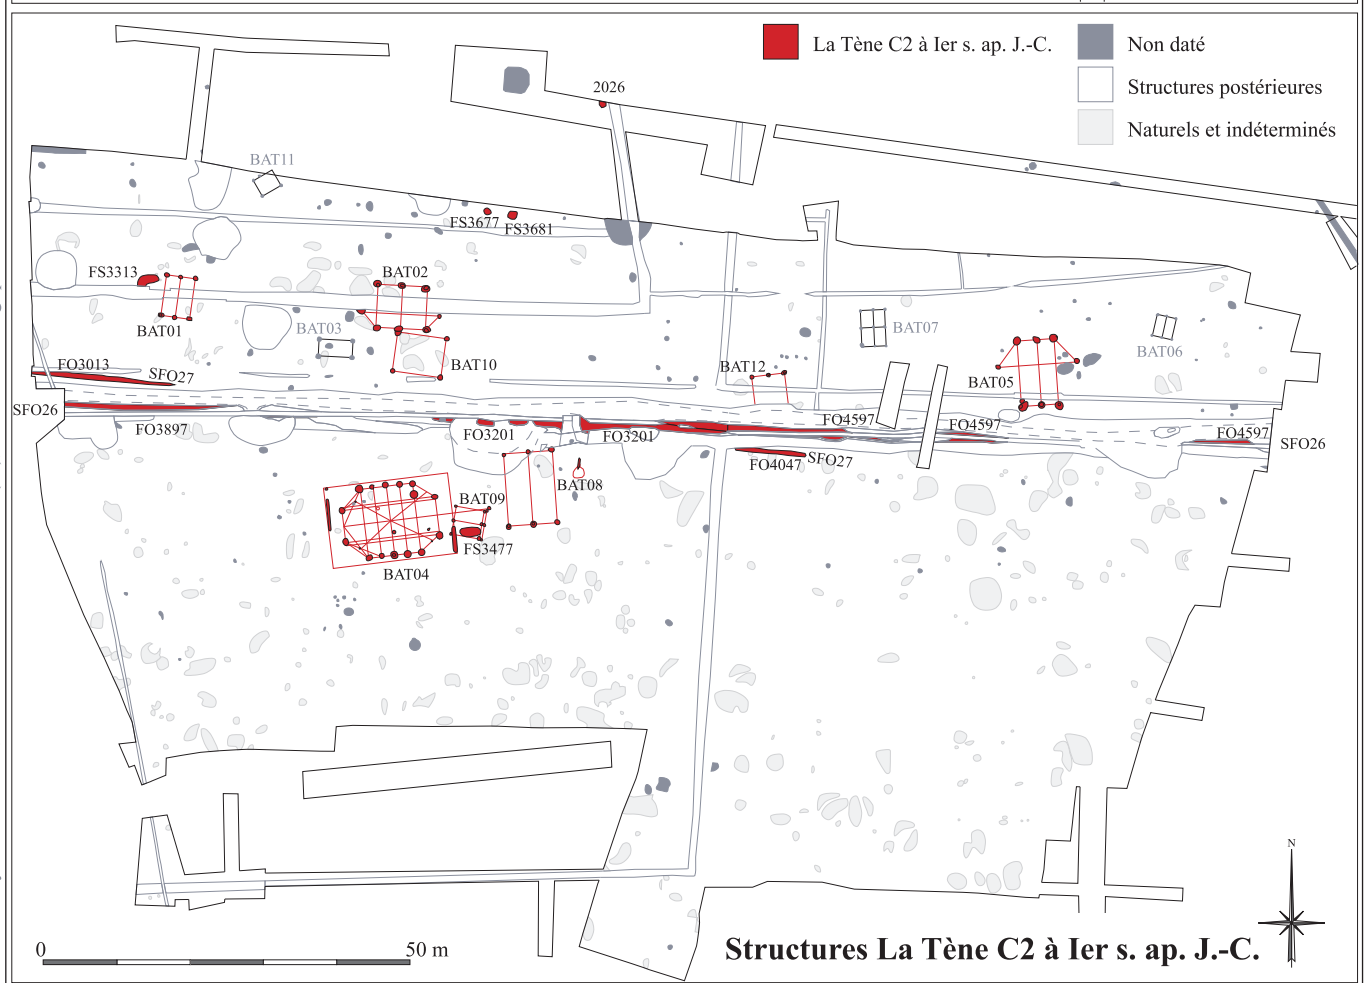 La Tène C2 à Ier s. ap. J.-C.
Non daté
Structures postérieures
Naturels et indéterminés
2026
BAT11
FS3677
FS3681
FS3313
BAT02
BAT01
BAT03
BAT07
BAT06
BAT10
BAT12
BAT05
FO3013
SFO27
SFO26
FO3897
FO3201
FO3201
FO4597
FO4597
FO4597
SFO26
FO4047
SFO27
BAT08
BAT09
FS3477
BAT04
N
0
50 m
Structures La Tène C2 à Ier s. ap. J.-C.